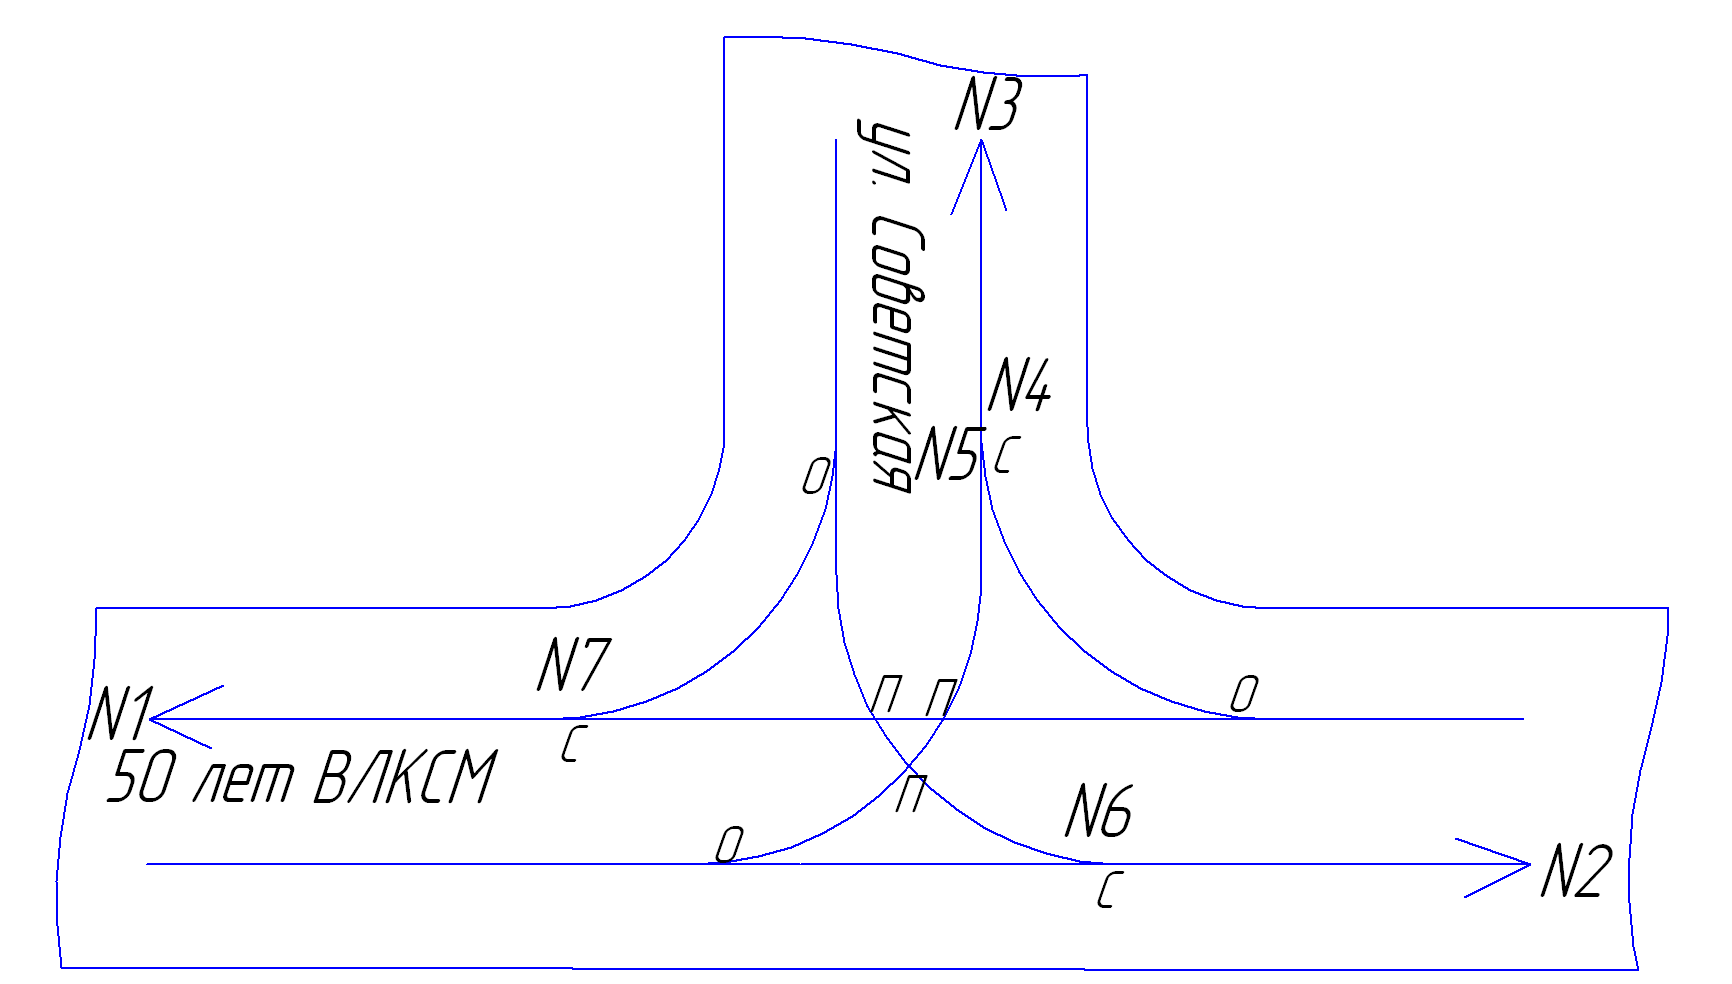 N3
ул. Советская
N4
N5 с
о
N7
п п
о
N1
с
50 лет ВЛКСМ
п
N6
о
N2
с